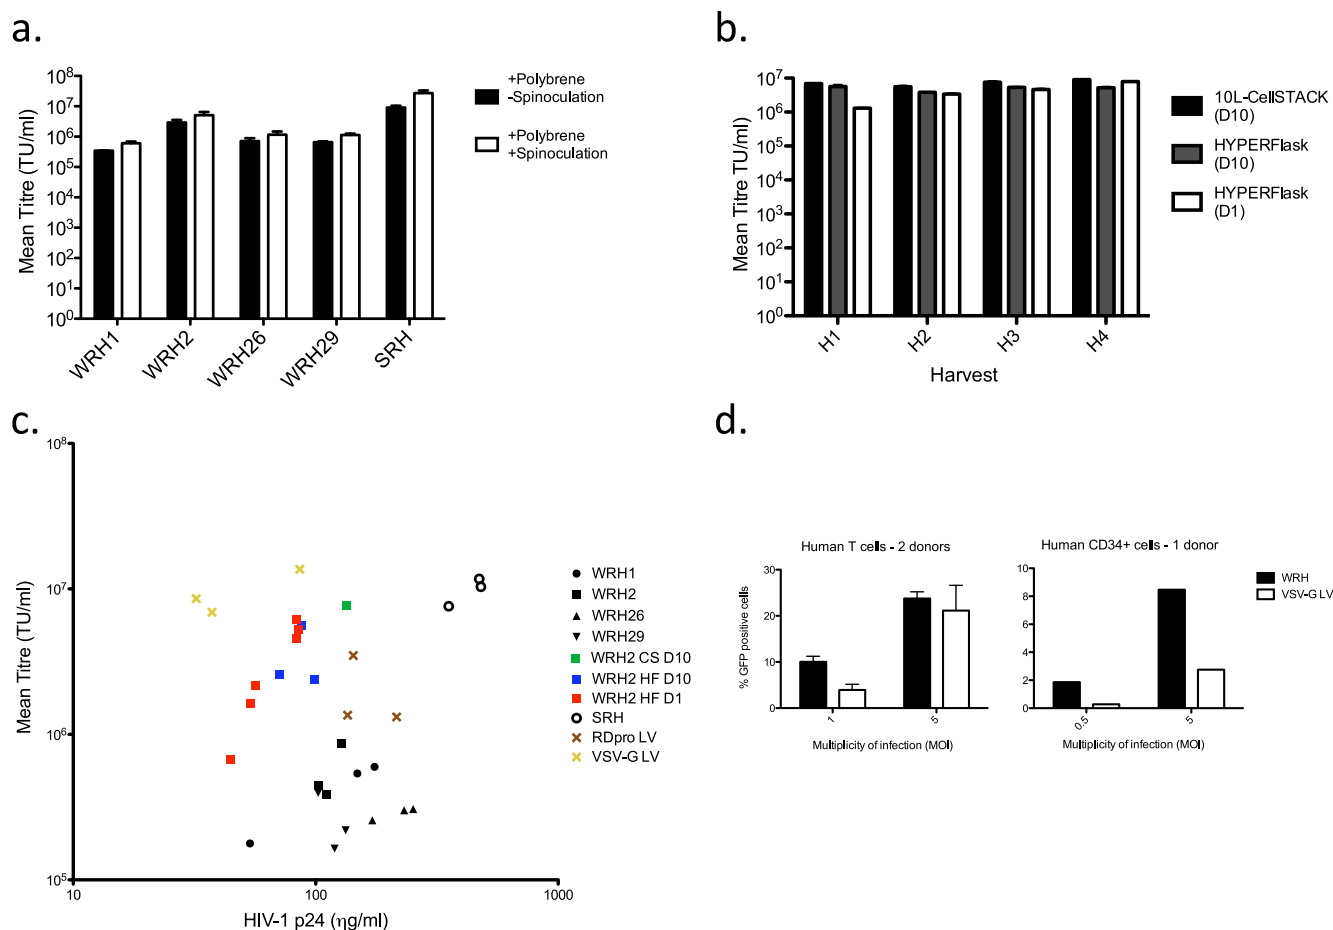 a.
Mean Titre (TU/ml)
10⁸
10⁷
10⁶
10⁵
10⁴
10³
10²
10¹
10⁰
WRH1
WRH2
WRH26
WRH29
SRH
+Polybrene
-Spinoculation
+Polybrene
+Spinoculation
b.
Mean Titre TU/ml)
10⁷
10⁶
10⁵
10⁴
10³
10²
10¹
10⁰
H1
H2
H3
H4
Harvest
10L-CellSTACK
(D10)
HYPERFlask
(D10)
HYPERFlask
(D1)
c.
Mean Titre (TU/ml)
10⁸
10⁷
10⁶
10⁵
10
100
1000
HIV-1 p24 (ηg/ml)
WRH1
WRH2
WRH26
WRH29
WRH2 CS D10
WRH2 HF D10
WRH2 HF D1
SRH
RDpro LV
VSV-G LV
d.
Human T cells - 2 donors
% GFP positive cells
30
20
10
0
1
5
Multiplicity of infection (MOI)
Human CD34+ cells - 1 donor
10
8
6
4
2
0
0.5
5
Multiplicity of infection (MOI)
WRH
VSV-G LV